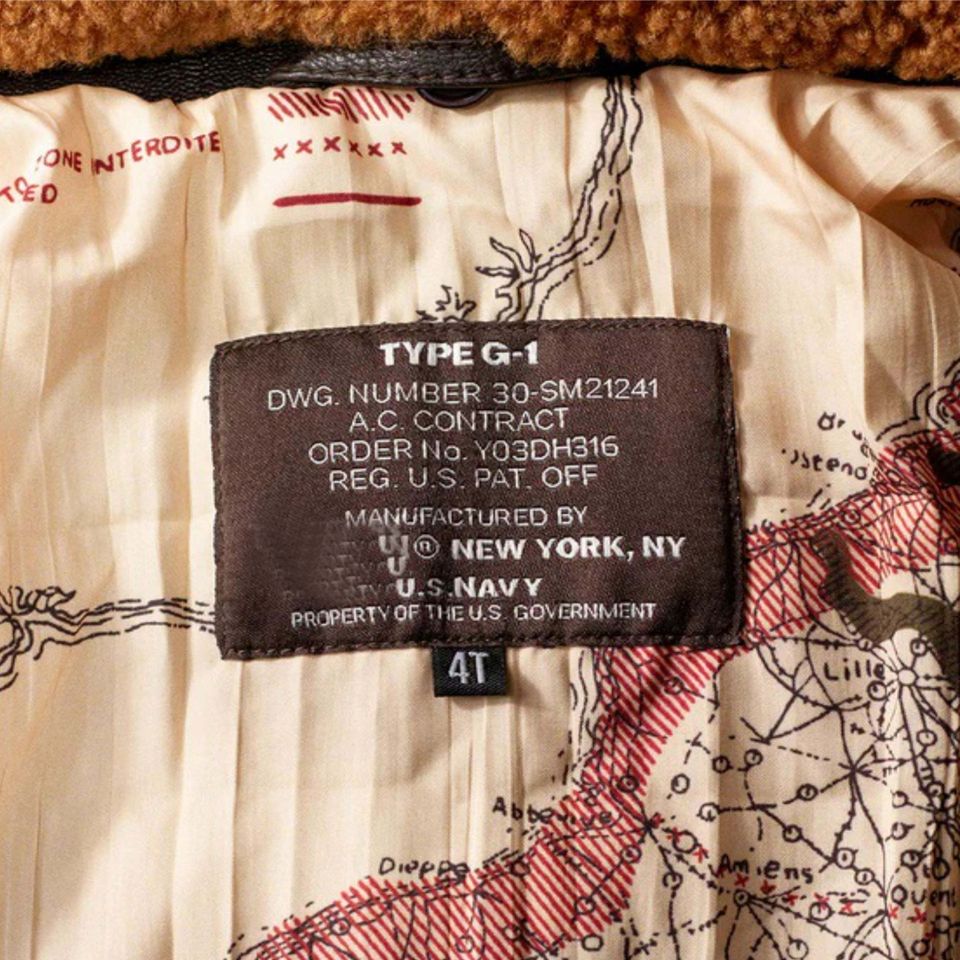 ZONE INTERDITE
TYPE G-1
DWG. NUMBER 30-SM21241
A.C. CONTRACT
ORDER No. Y03DH316
REG. U.S. PAT. OFF
MANUFACTURED BY
® NEW YORK, NY
U.S. NAVY
PROPERTY OF THE U.S. GOVERNMENT
4T
Ostend
Lille
Abbeville
Dieppe
Amiens
Quent